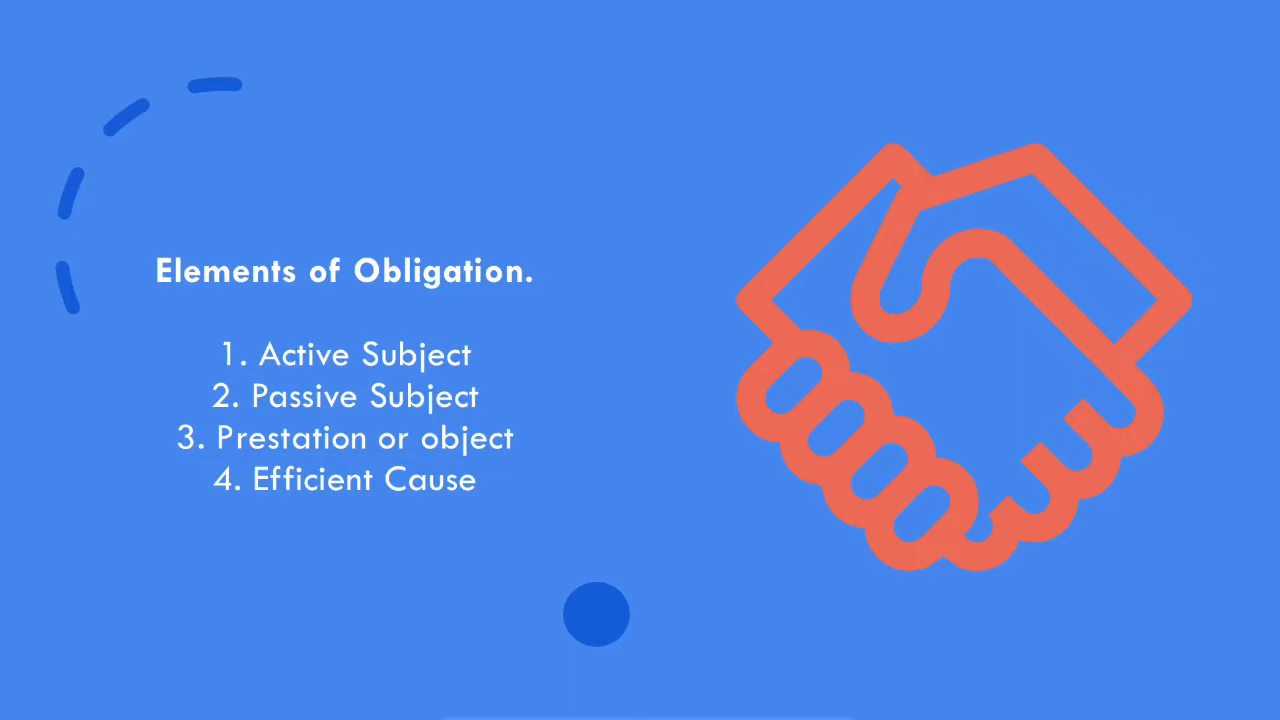 Elements of Obligation.
1. Active Subject
2. Passive Subject
3. Prestation or object
4. Efficient Cause